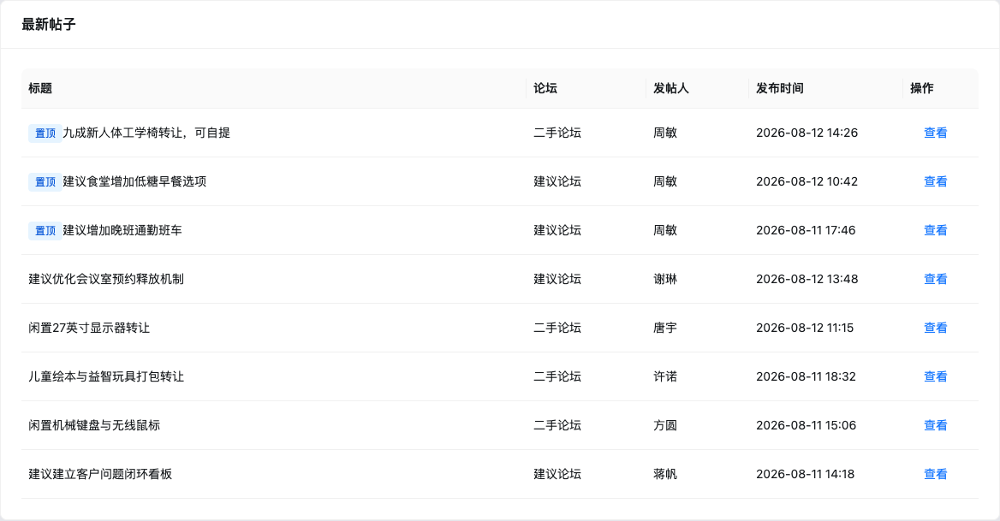 最新帖子
标题 论坛 发帖人 发布时间 操作
置顶 九成新人体工学椅转让，可自提 二手论坛 周敏 2026-08-12 14:26 查看
置顶 建议食堂增加低糖早餐选项 建议论坛 周敏 2026-08-12 10:42 查看
置顶 建议增加晚班通勤班车 建议论坛 周敏 2026-08-11 17:46 查看
建议优化会议室预约释放机制 建议论坛 谢琳 2026-08-12 13:48 查看
闲置27英寸显示器转让 二手论坛 唐宇 2026-08-12 11:15 查看
儿童绘本与益智玩具打包转让 二手论坛 许诺 2026-08-11 18:32 查看
闲置机械键盘与无线鼠标 二手论坛 方圆 2026-08-11 15:06 查看
建议建立客户问题闭环看板 建议论坛 蒋帆 2026-08-11 14:18 查看